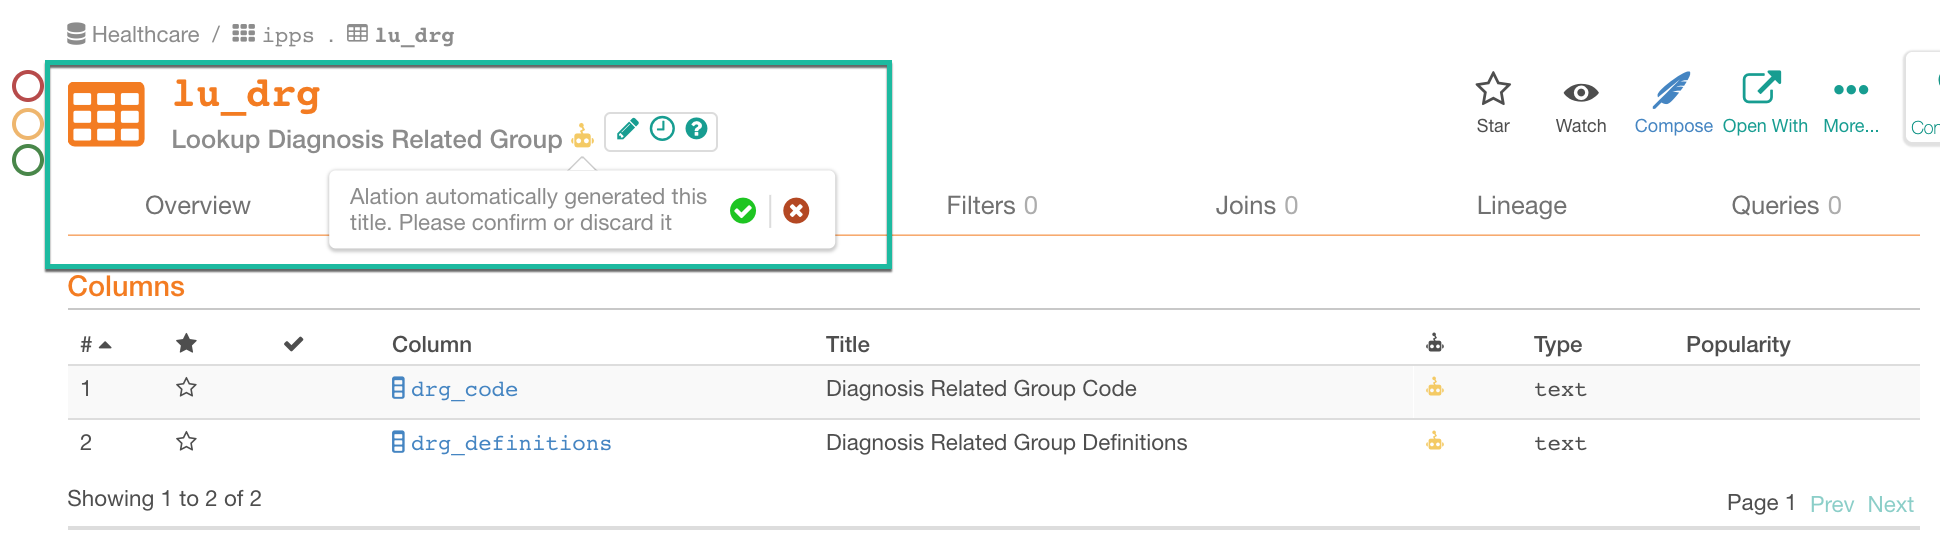 Healthcare / ipps . lu_drg
lu_drg
Lookup Diagnosis Related Group
Star Watch Compose Open With More...
Alation automatically generated this
title. Please confirm or discard it
Overview Filters 0 Joins 0 Lineage Queries 0
Columns
# Column Title Type Popularity
1 drg_code Diagnosis Related Group Code text
2 drg_definitions Diagnosis Related Group Definitions text
Showing 1 to 2 of 2
Page 1 Prev Next